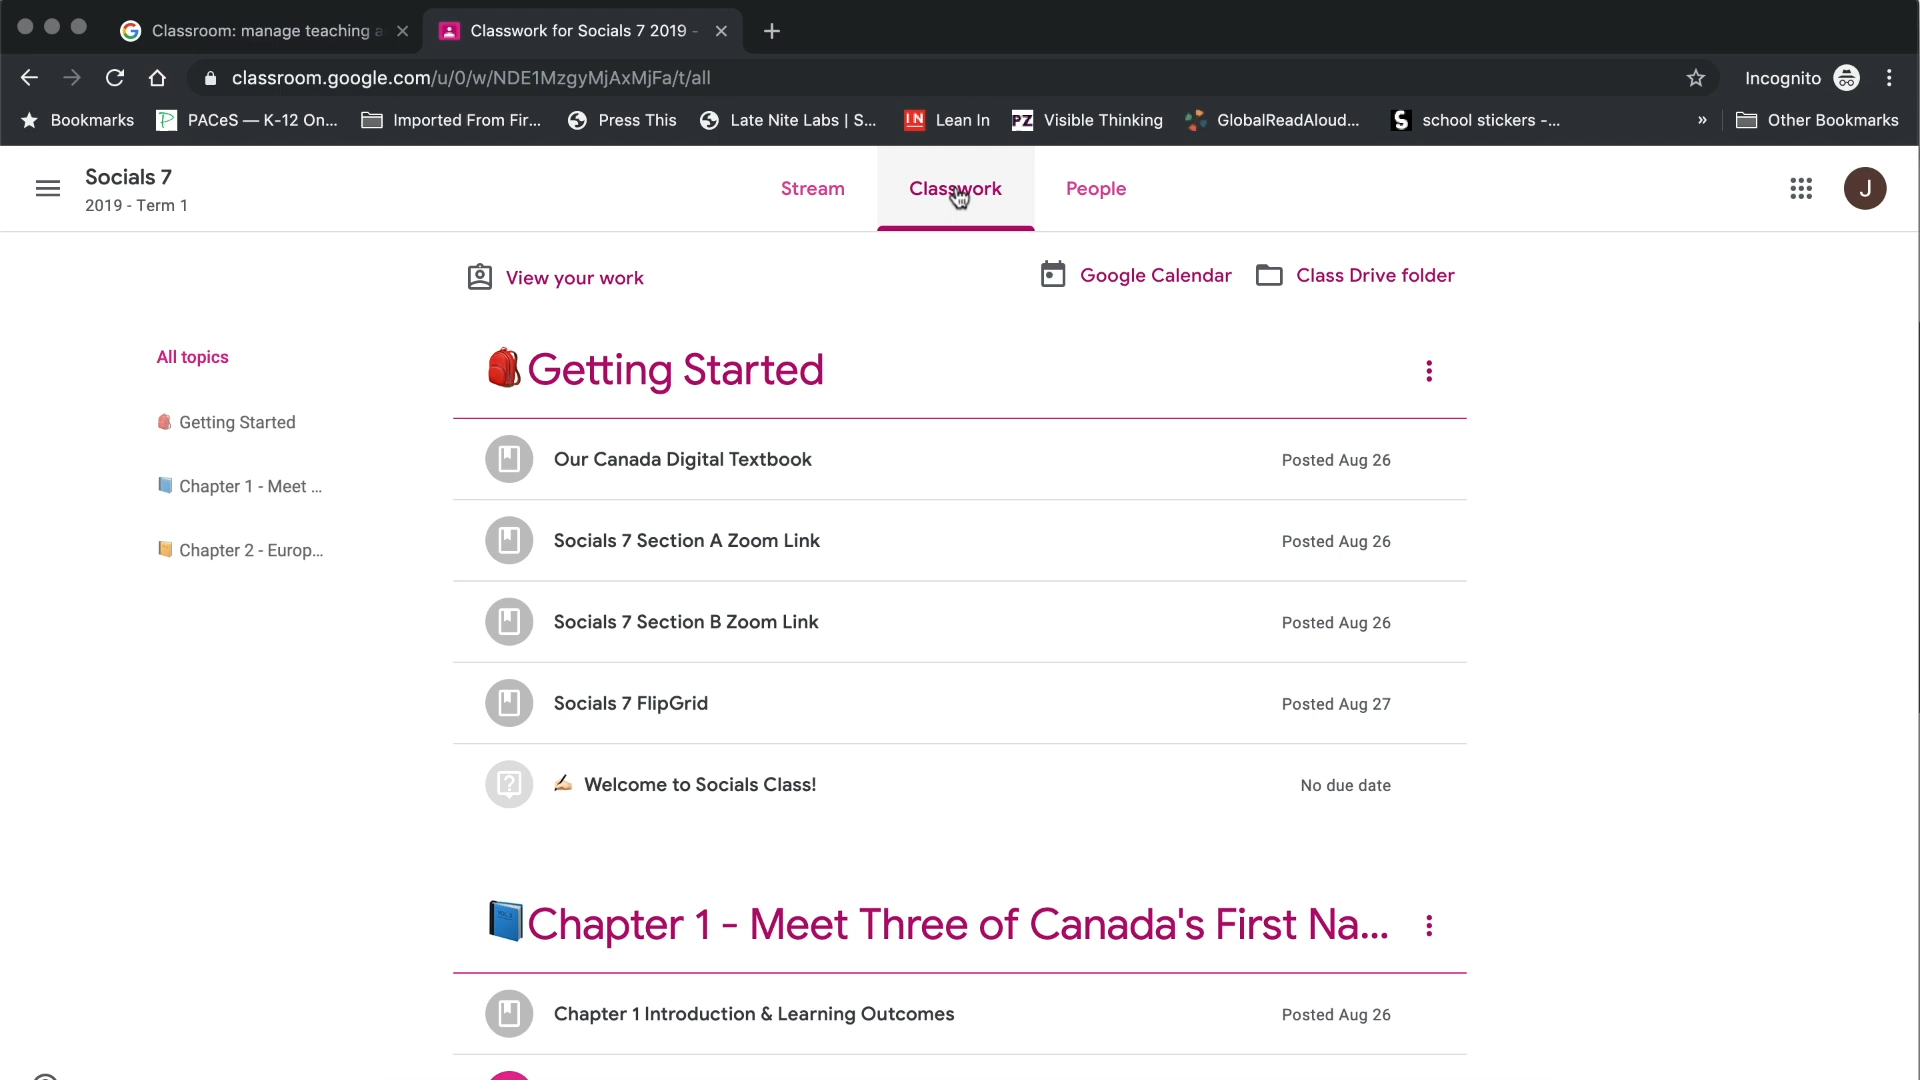 Classroom: manage teaching a
Classwork for Socials 7 2019 -
classroom.google.com/u/0/w/NDE1MzgyMjAxMjFa/t/all
Incognito
Bookmarks
PACeS — K-12 On...
Imported From Fir...
Press This
Late Nite Labs | S...
IN
Lean In
PZ
Visible Thinking
GlobalReadAloud...
S
school stickers -...
»
Other Bookmarks
Socials 7
2019 - Term 1
Stream
Classwork
People
J
View your work
Google Calendar
Class Drive folder
All topics
Getting Started
Chapter 1 - Meet ...
Chapter 2 - Europ...
Getting Started
Our Canada Digital Textbook
Posted Aug 26
Socials 7 Section A Zoom Link
Posted Aug 26
Socials 7 Section B Zoom Link
Posted Aug 26
Socials 7 FlipGrid
Posted Aug 27
Welcome to Socials Class!
No due date
Chapter 1 - Meet Three of Canada's First Na...
Chapter 1 Introduction & Learning Outcomes
Posted Aug 26